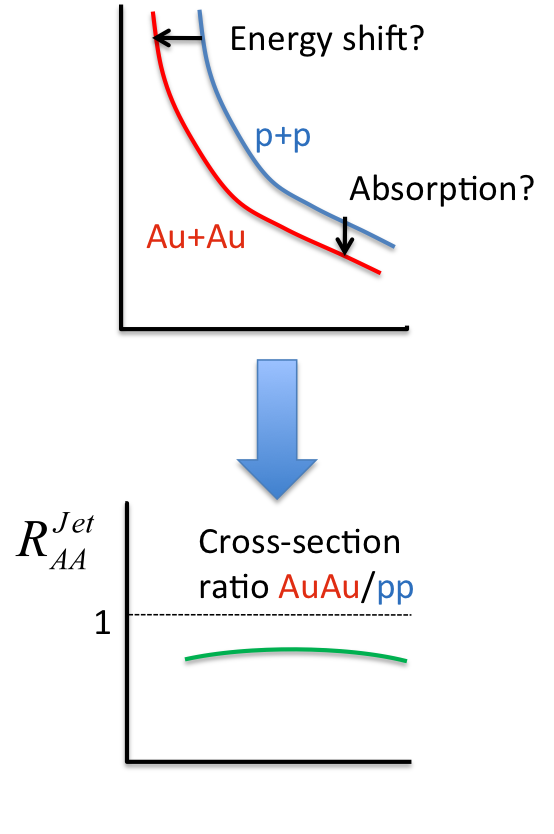 Energy shift?
p+p
Absorption?
Au+Au
R^{Jet}_{AA}
Cross-section
ratio AuAu/pp
1